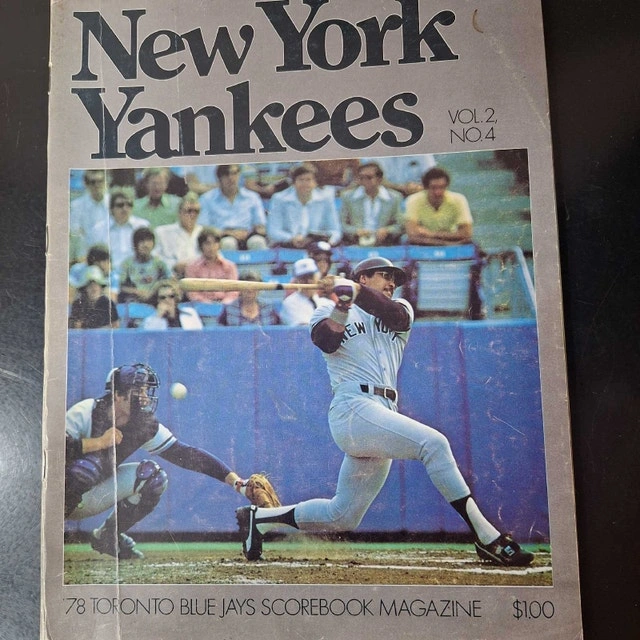 New York
Yankees
VOL. 2,
NO. 4
NEW YORK
78 TORONTO BLUE JAYS SCOREBOOK MAGAZINE $1.00